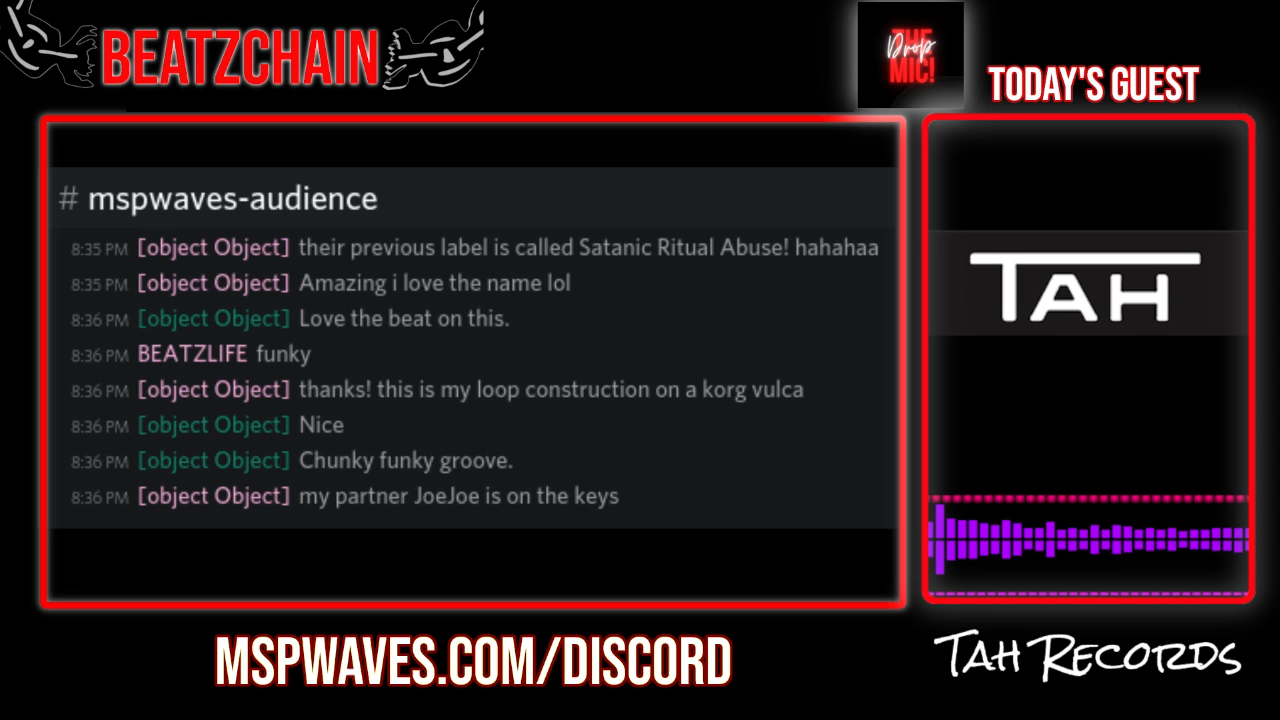 BEATZCHAIN
THE
Drop
MIC!
TODAY'S GUEST
# mspwaves-audience
8:35 PM [object Object] their previous label is called Satanic Ritual Abuse! hahahaa
8:35 PM [object Object] Amazing i love the name lol
8:36 PM [object Object] Love the beat on this.
8:36 PM BEATZLIFE funky
8:36 PM [object Object] thanks! this is my loop construction on a korg vulca
8:36 PM [object Object] Nice
8:36 PM [object Object] Chunky funky groove.
8:36 PM [object Object] my partner JoeJoe is on the keys
TAH
MSPWAVES.COM/DISCORD
TAH RECORDS